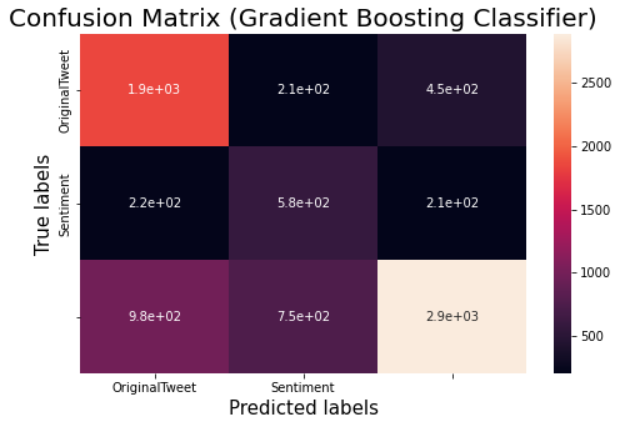 Confusion Matrix (Gradient Boosting Classifier)
True labels
OriginalTweet
Sentiment
1.9e+03 2.1e+02 4.5e+02
2.2e+02 5.8e+02 2.1e+02
9.8e+02 7.5e+02 2.9e+03
OriginalTweet Sentiment
Predicted labels
2500
2000
1500
1000
500